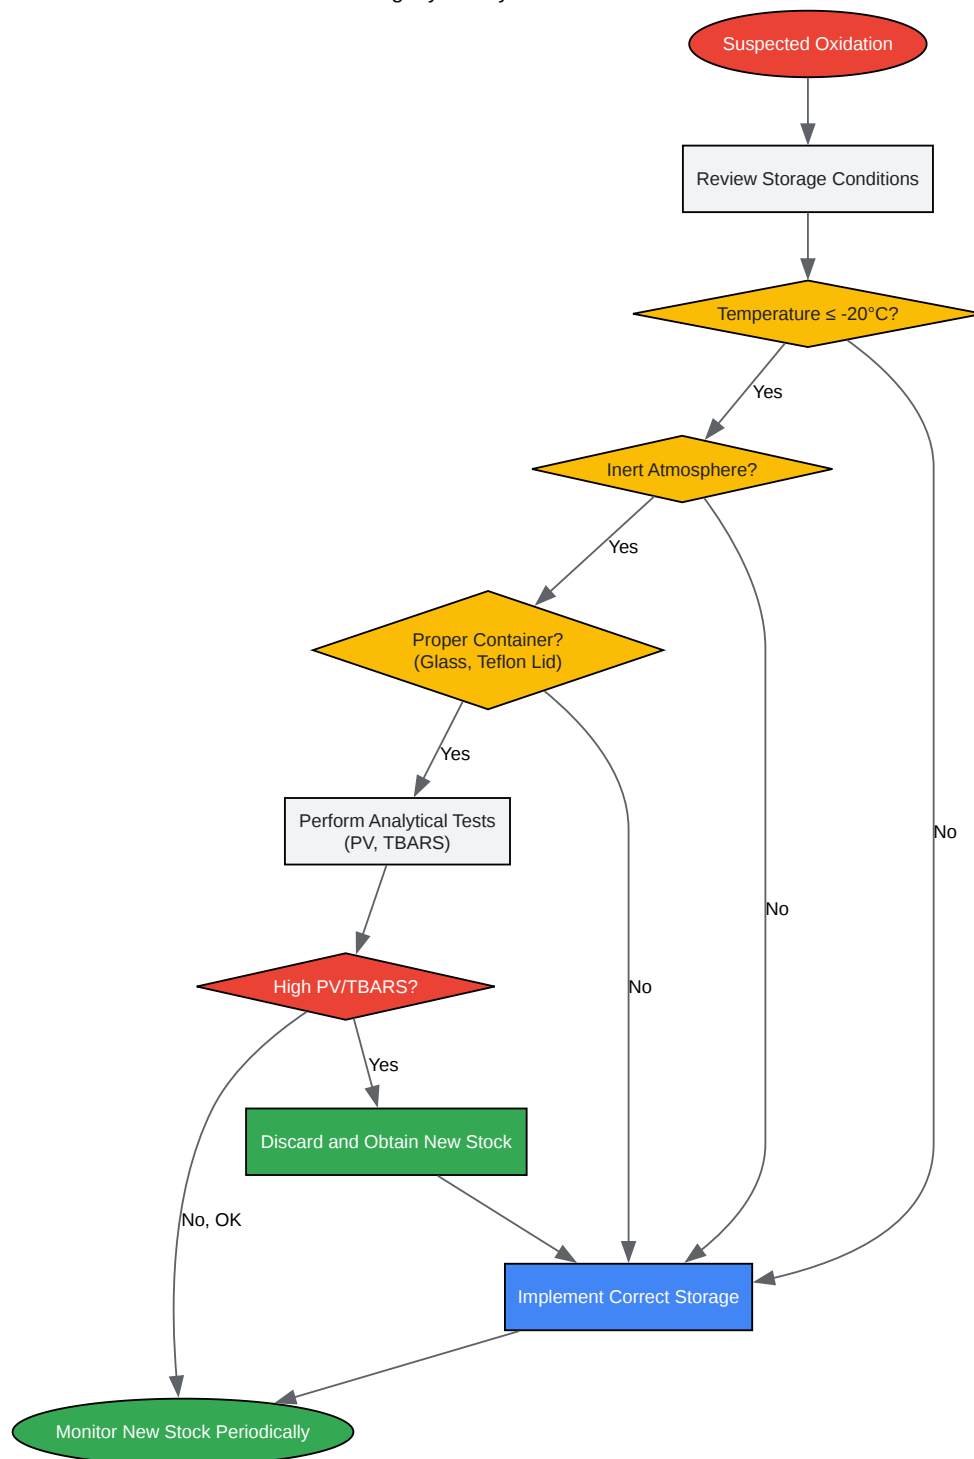 Suspected Oxidation
Review Storage Conditions
Temperature ≤ -20°C?
Yes
Inert Atmosphere?
Yes
Proper Container?
(Glass, Teflon Lid)
Yes
Perform Analytical Tests
(PV, TBARS)
No
No
High PV/TBARS?
No
Yes
Discard and Obtain New Stock
No, OK
Implement Correct Storage
Monitor New Stock Periodically